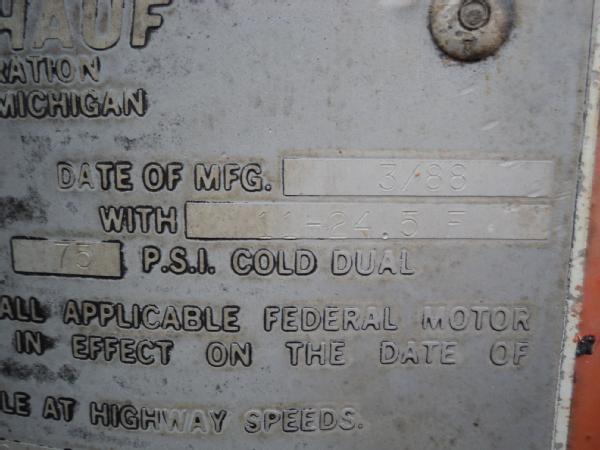 HAUF
RATION
MICHIGAN
DATE OF MFG. 3/88
WITH 11-24.5 F
75 P.S.I. COLD DUAL
ALL APPLICABLE FEDERAL MOTOR
IN EFFECT ON THE DATE OF
LE AT HIGHWAY SPEEDS.